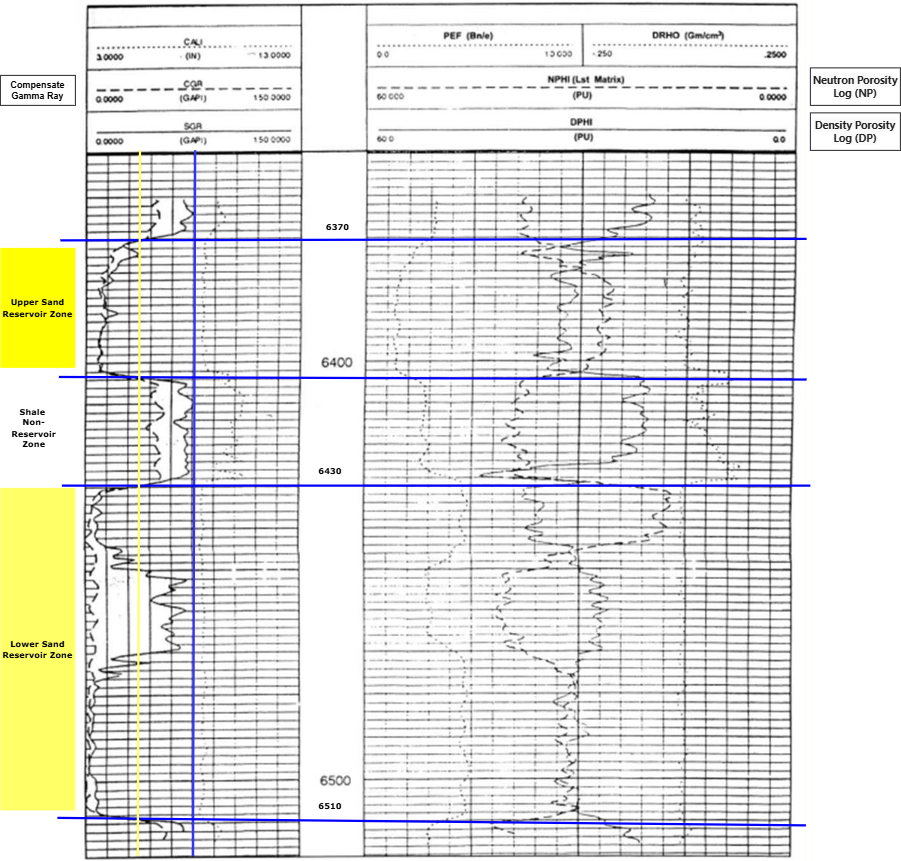 CALI
3.0000 (IN) 13.0000
CGR
0.0000 (GAPI) 150 0000
SGR
0.0000 (GAPI) 150 0000
PEF (Bn/e)
0 0 10 000
DRHO (Gm/cm³)
-.250 .2500
NPHI (Lst Matrix)
60 000 (PU) 0.0000
DPHI
60 0 (PU) 0.0
Compensate
Gamma Ray
Neutron Porosity
Log (NP)
Density Porosity
Log (DP)
6370
Upper Sand
Reservoir Zone
6400
Shale
Non-
Reservoir
Zone
6430
Lower Sand
Reservoir Zone
6500
6510